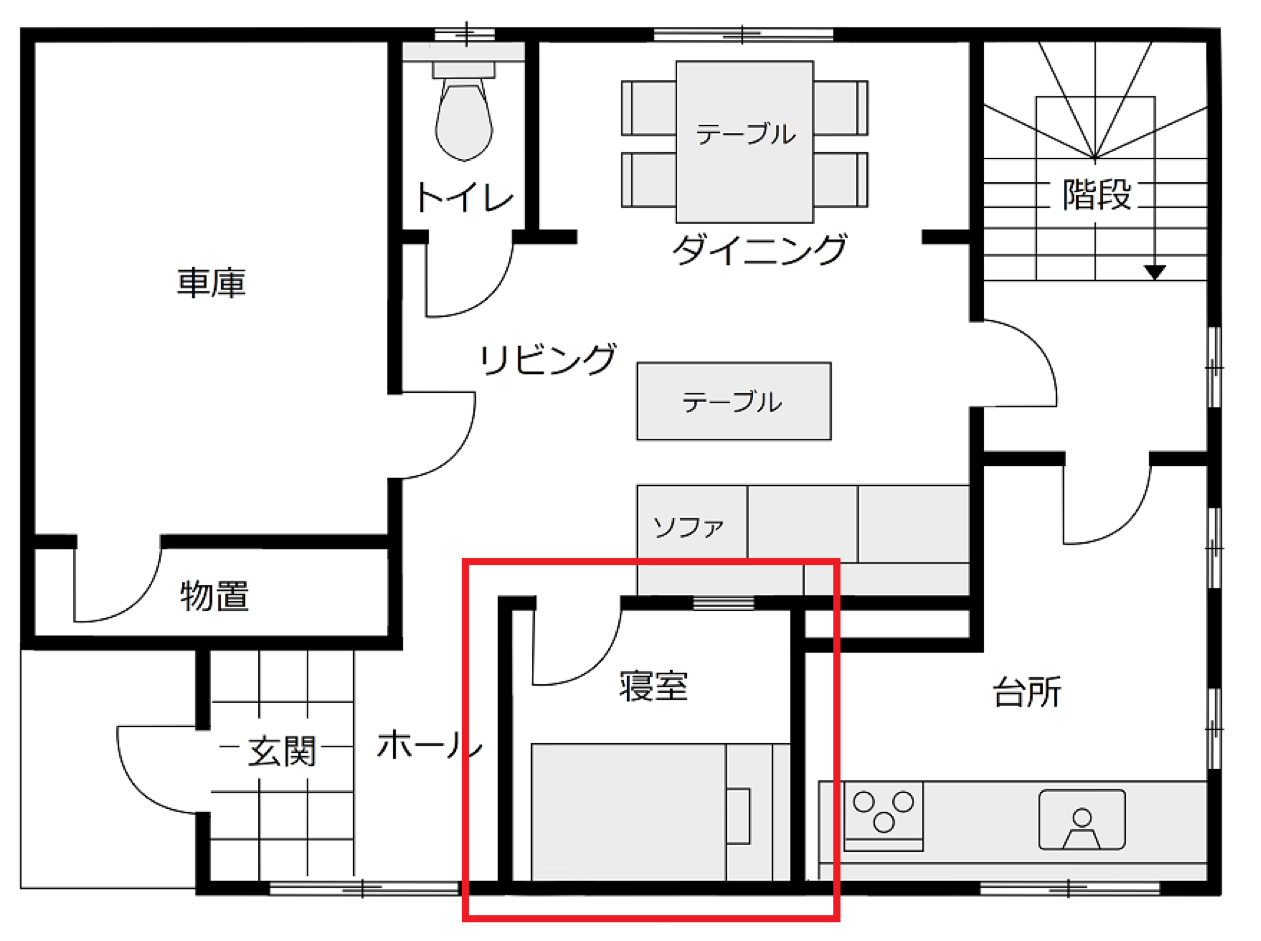 テーブル
トイレ
階段
ダイニング
車庫
リビング
テーブル
ソファ
物置
寝室
台所
玄関
ホール